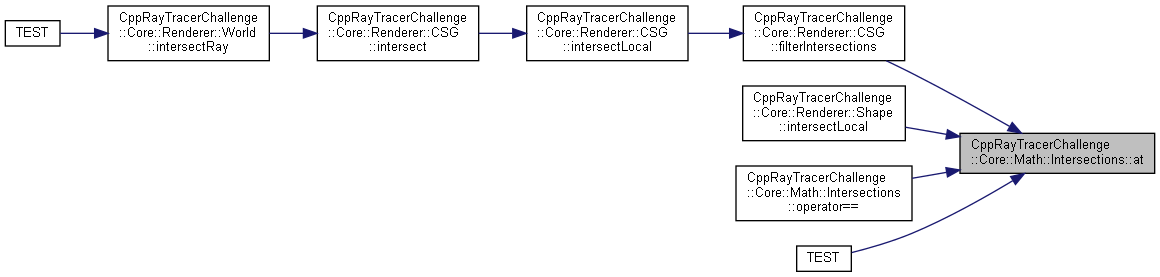 TEST
CppRayTracerChallenge
::Core::Renderer::World
::intersectRay
CppRayTracerChallenge
::Core::Renderer::CSG
::intersect
CppRayTracerChallenge
::Core::Renderer::CSG
::intersectLocal
CppRayTracerChallenge
::Core::Renderer::CSG
::filterIntersections
CppRayTracerChallenge
::Core::Renderer::Shape
::intersectLocal
CppRayTracerChallenge
::Core::Math::Intersections::at
CppRayTracerChallenge
::Core::Math::Intersections
::operator==
TEST